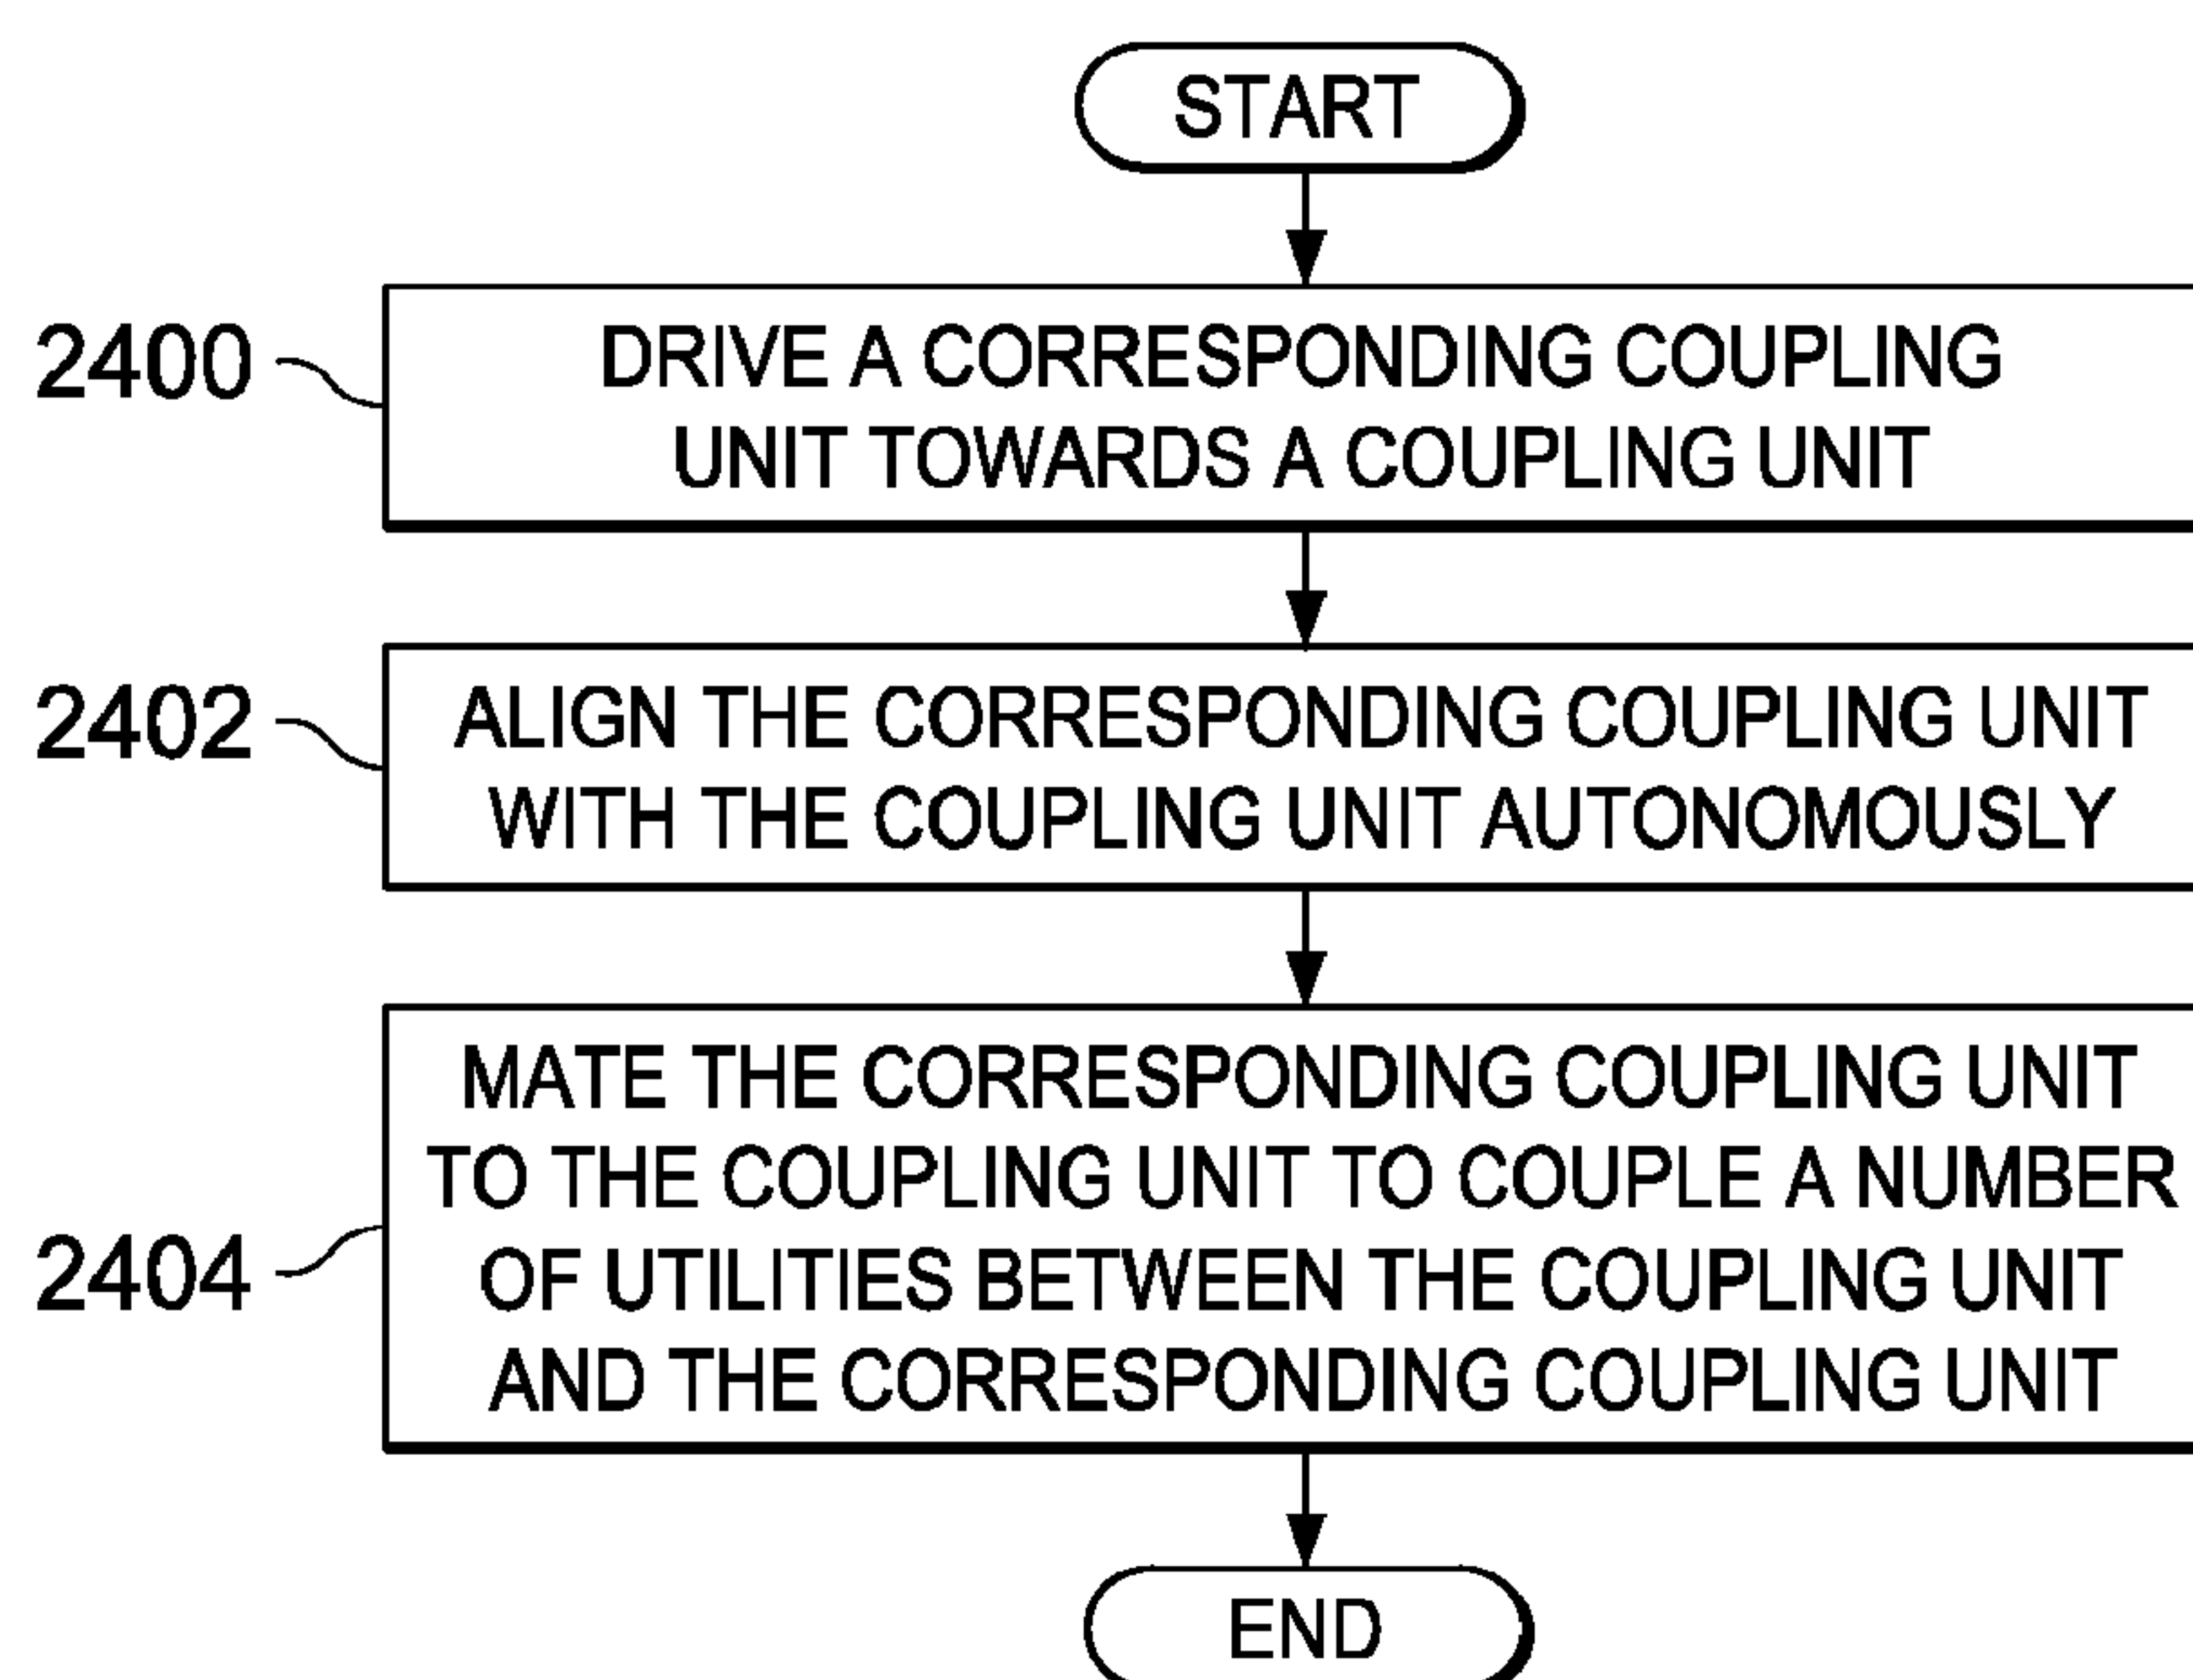 START
2400
DRIVE A CORRESPONDING COUPLING
UNIT TOWARDS A COUPLING UNIT
2402
ALIGN THE CORRESPONDING COUPLING UNIT
WITH THE COUPLING UNIT AUTONOMOUSLY
2404
MATE THE CORRESPONDING COUPLING UNIT
TO THE COUPLING UNIT TO COUPLE A NUMBER
OF UTILITIES BETWEEN THE COUPLING UNIT
AND THE CORRESPONDING COUPLING UNIT
END